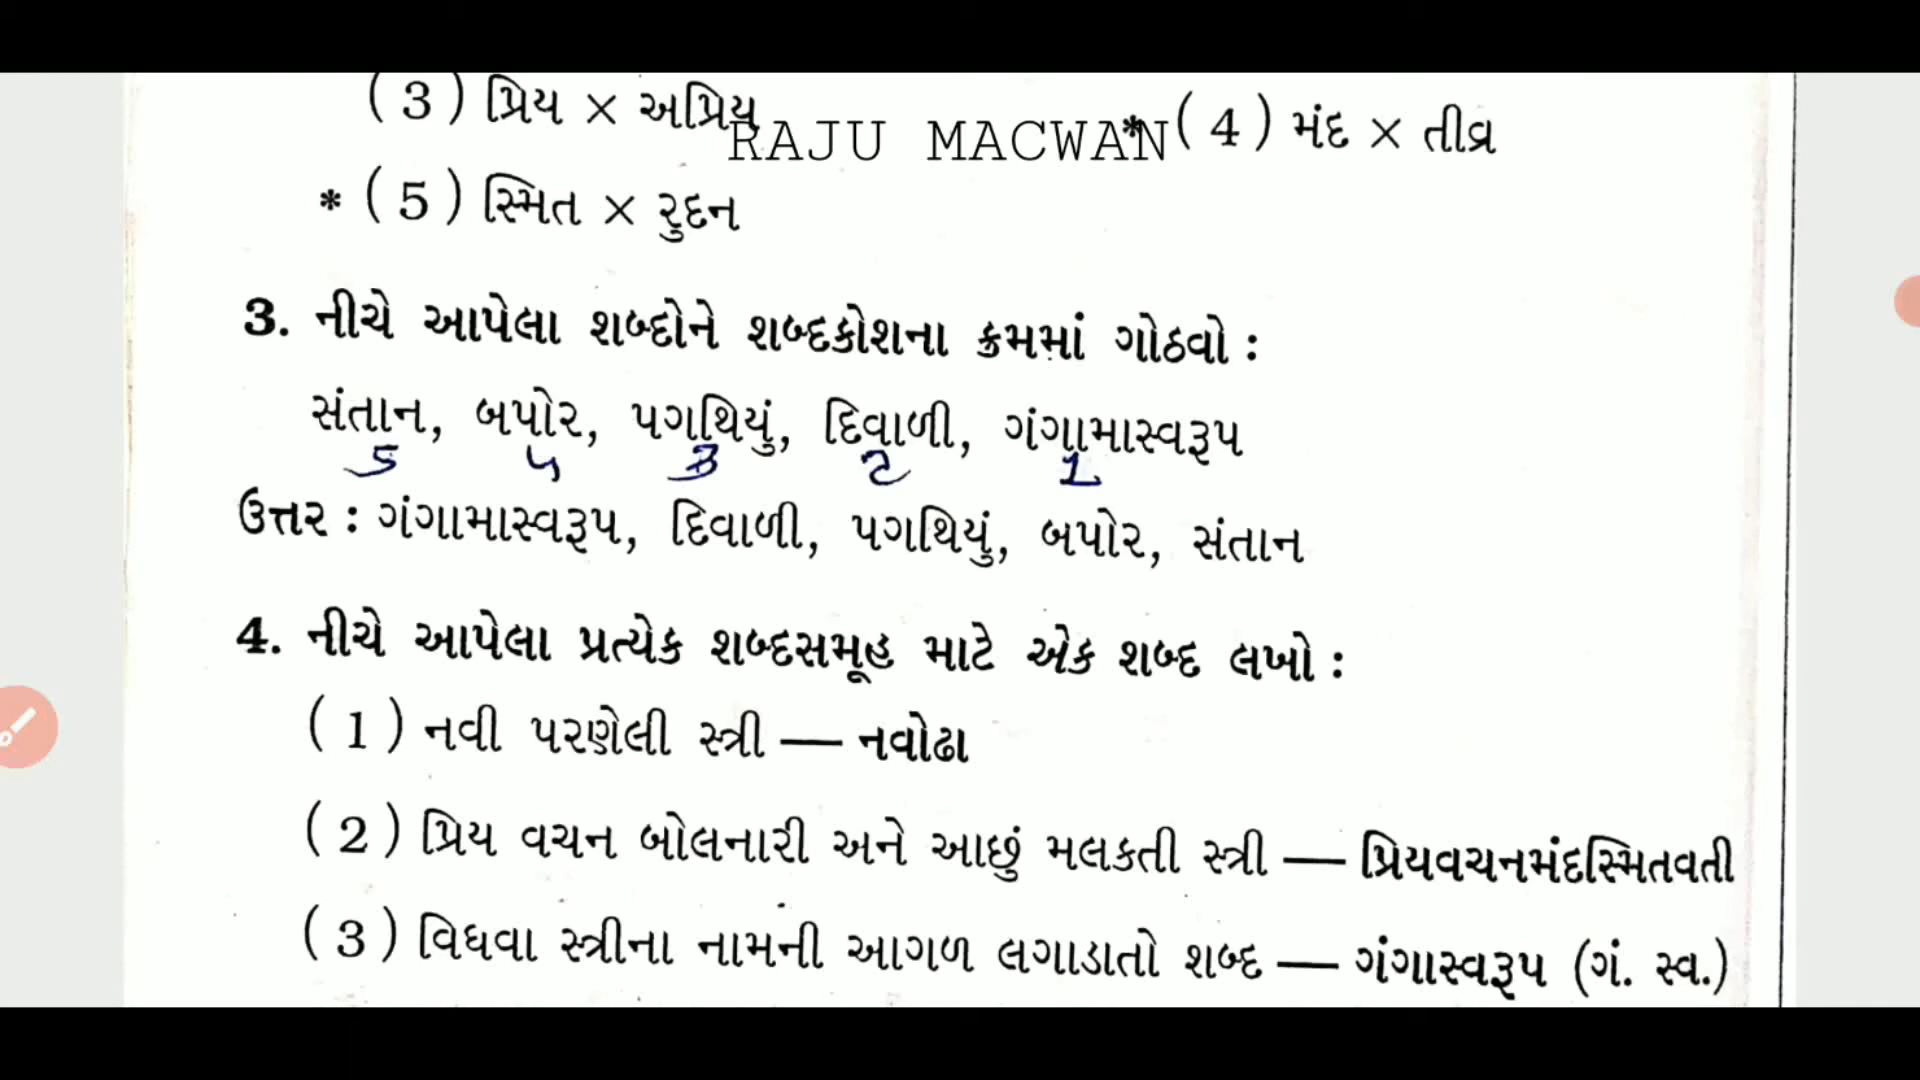 (3) પ્રિય × અપ્રિય
RAJU MACWAN
* (4) મંદ × તીવ્ર
* (5) સ્મિત × રુદન
3. નીચે આપેલા શબ્દોને શબ્દકોશના ક્રમમાં ગોઠવો :
સંતાન, બપોર, પગથિયું, દિવાળી, ગંગામાસ્વરૂપ
5 ૫ 3 2 1
ઉત્તર : ગંગામાસ્વરૂપ, દિવાળી, પગથિયું, બપોર, સંતાન
4. નીચે આપેલા પ્રત્યેક શબ્દસમૂહ માટે એક શબ્દ લખો :
(1) નવી પરણેલી સ્ત્રી — નવોઢા
(2) પ્રિય વચન બોલનારી અને આછું મલકતી સ્ત્રી — પ્રિયવચનમંદસ્મિતવતી
(3) વિધવા સ્ત્રીના નામની આગળ લગાડાતો શબ્દ — ગંગાસ્વરૂપ (ગં. સ્વ.)